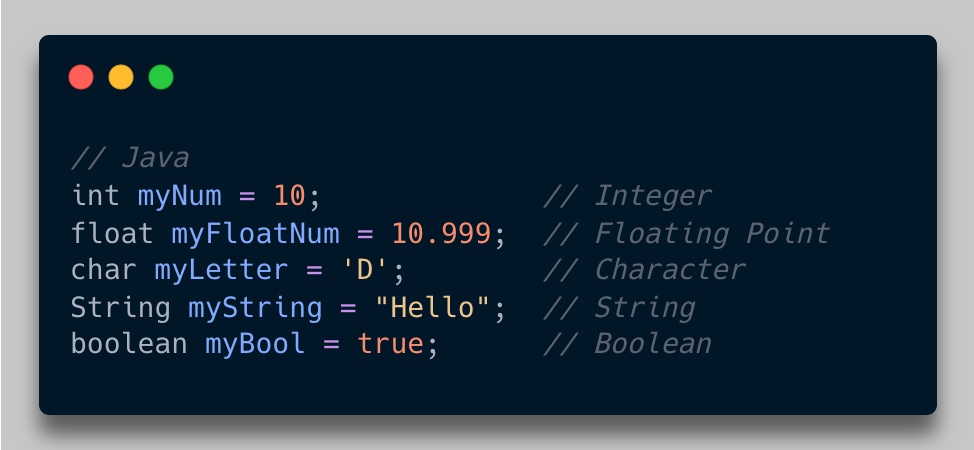 // Java
int myNum = 10;              // Integer
float myFloatNum = 10.999;  // Floating Point
char myLetter = 'D';        // Character
String myString = "Hello";  // String
boolean myBool = true;      // Boolean